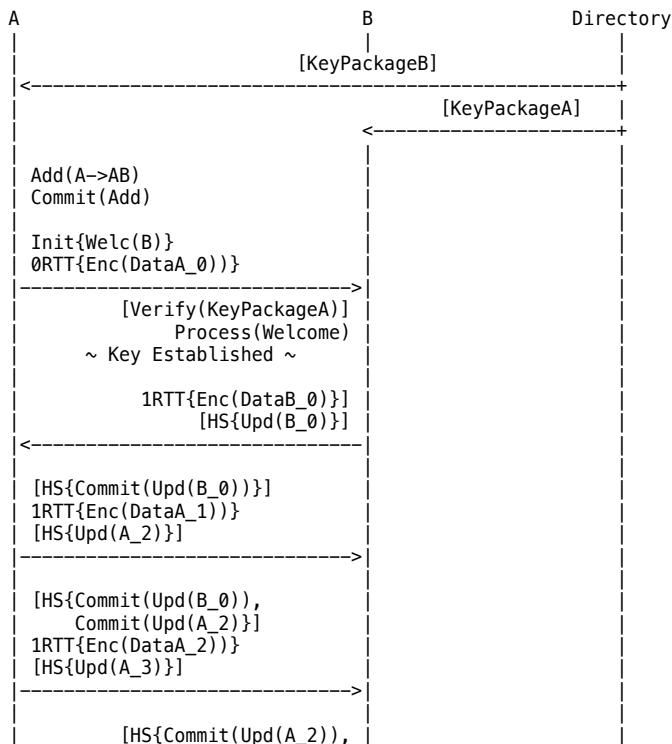 A B Directory
[KeyPackageB]
[KeyPackageA]
Add(A->AB)
Commit(Add)
Init{Welc(B)}
0RTT{Enc(DataA_0))}
[Verify(KeyPackageA)]
Process(Welcome)
~ Key Established ~
1RTT{Enc(DataB_0)}]
[HS{Upd(B_0)}]
[HS{Commit(Upd(B_0))}]
1RTT{Enc(DataA_1))}
[HS{Upd(A_2)}]
[HS{Commit(Upd(B_0)),
Commit(Upd(A_2)}]
1RTT{Enc(DataA_2))}
[HS{Upd(A_3)}]
[HS{Commit(Upd(A_2)),